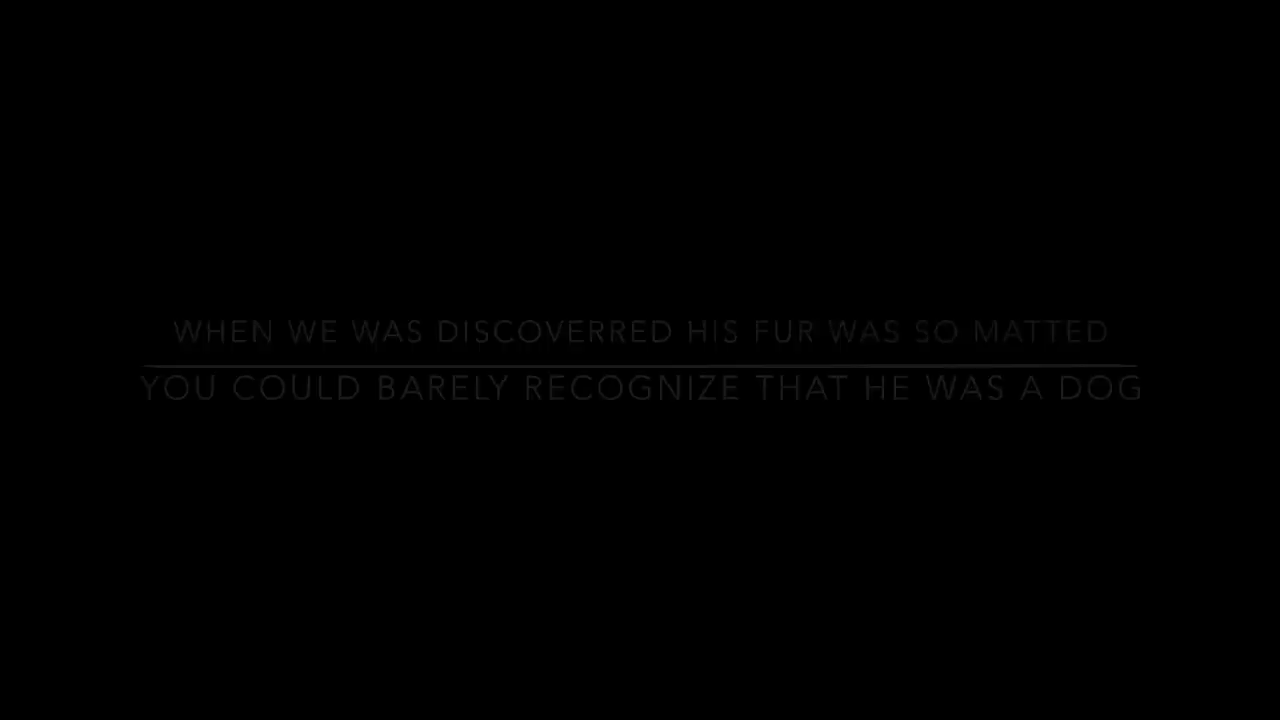 WHEN WE WAS DISCOVERRED HIS FUR WAS SO MATTED
YOU COULD BARELY RECOGNIZE THAT HE WAS A DOG